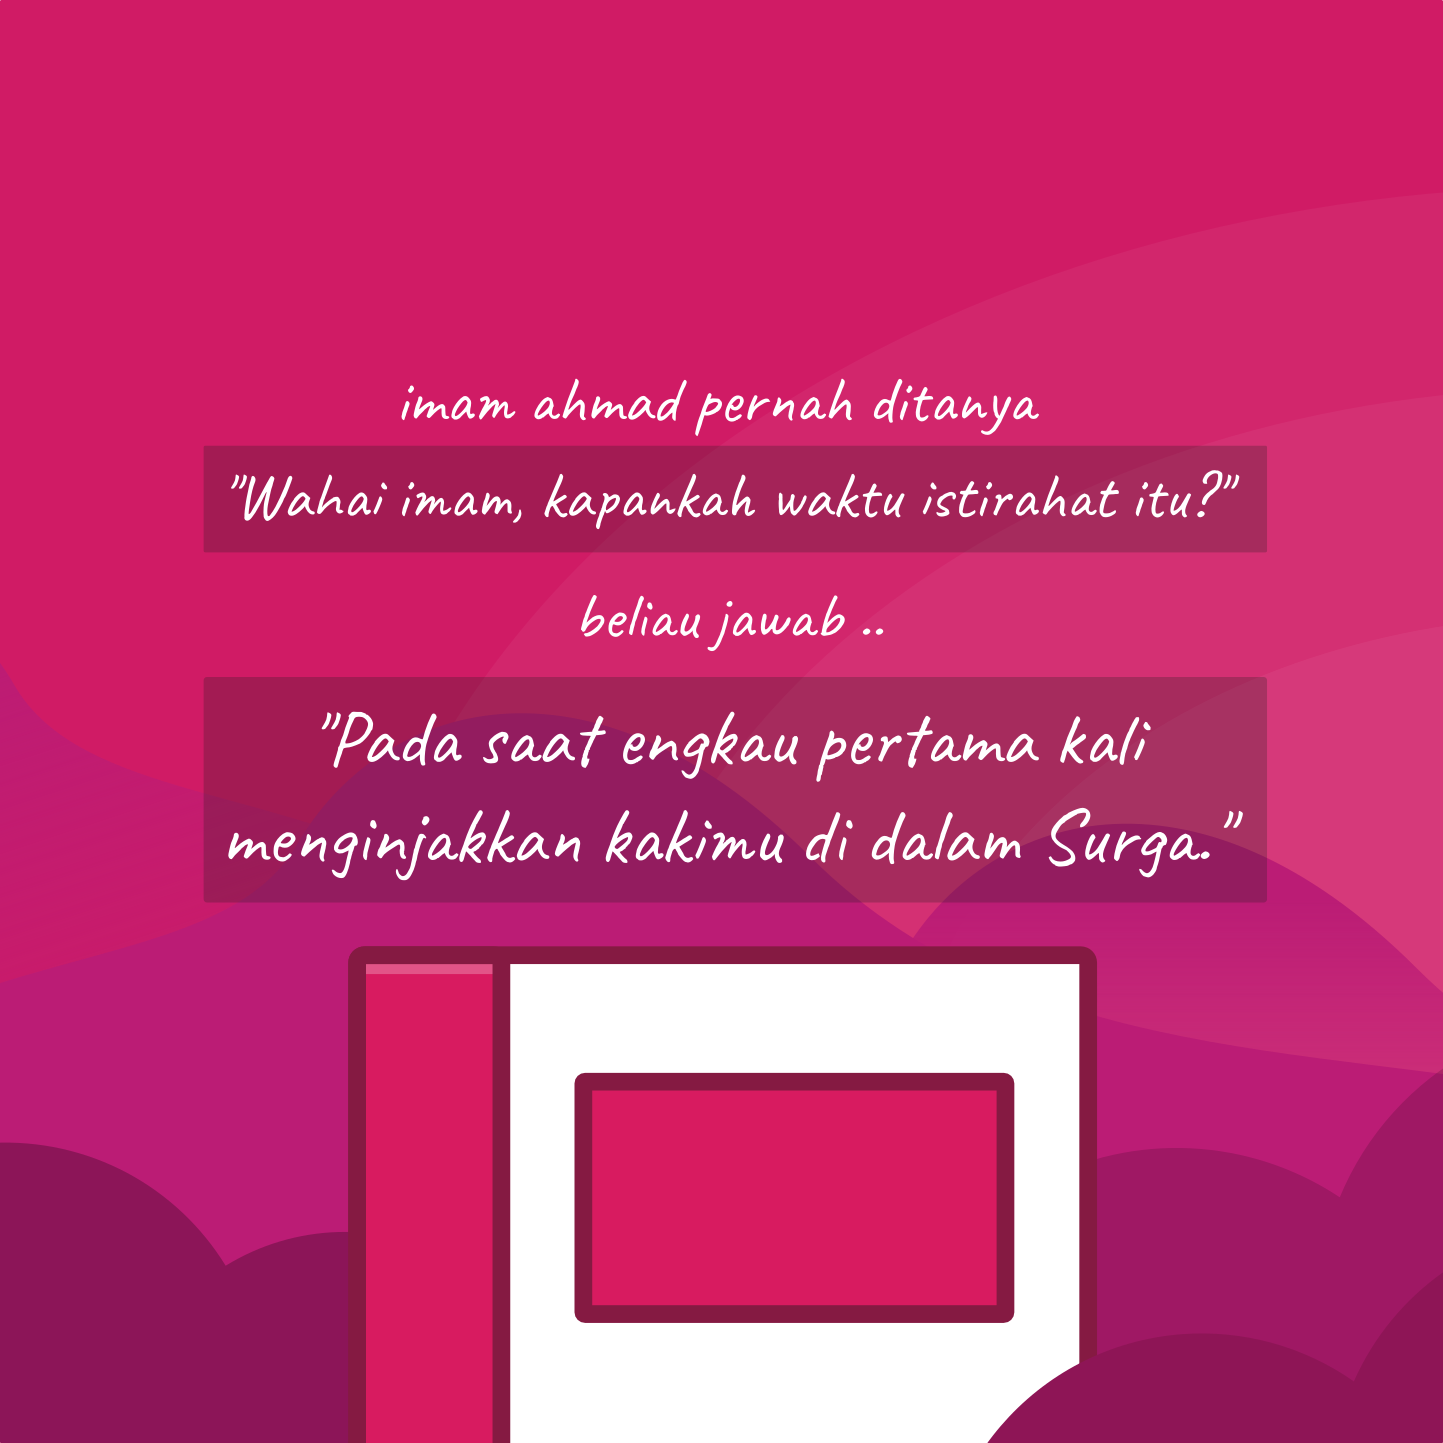 imam ahmad pernah ditanya
"Wahai imam, kapankah waktu istirahat itu?"
beliau jawab ..
"Pada saat engkau pertama kali
menginjakkan kakimu di dalam Surga."